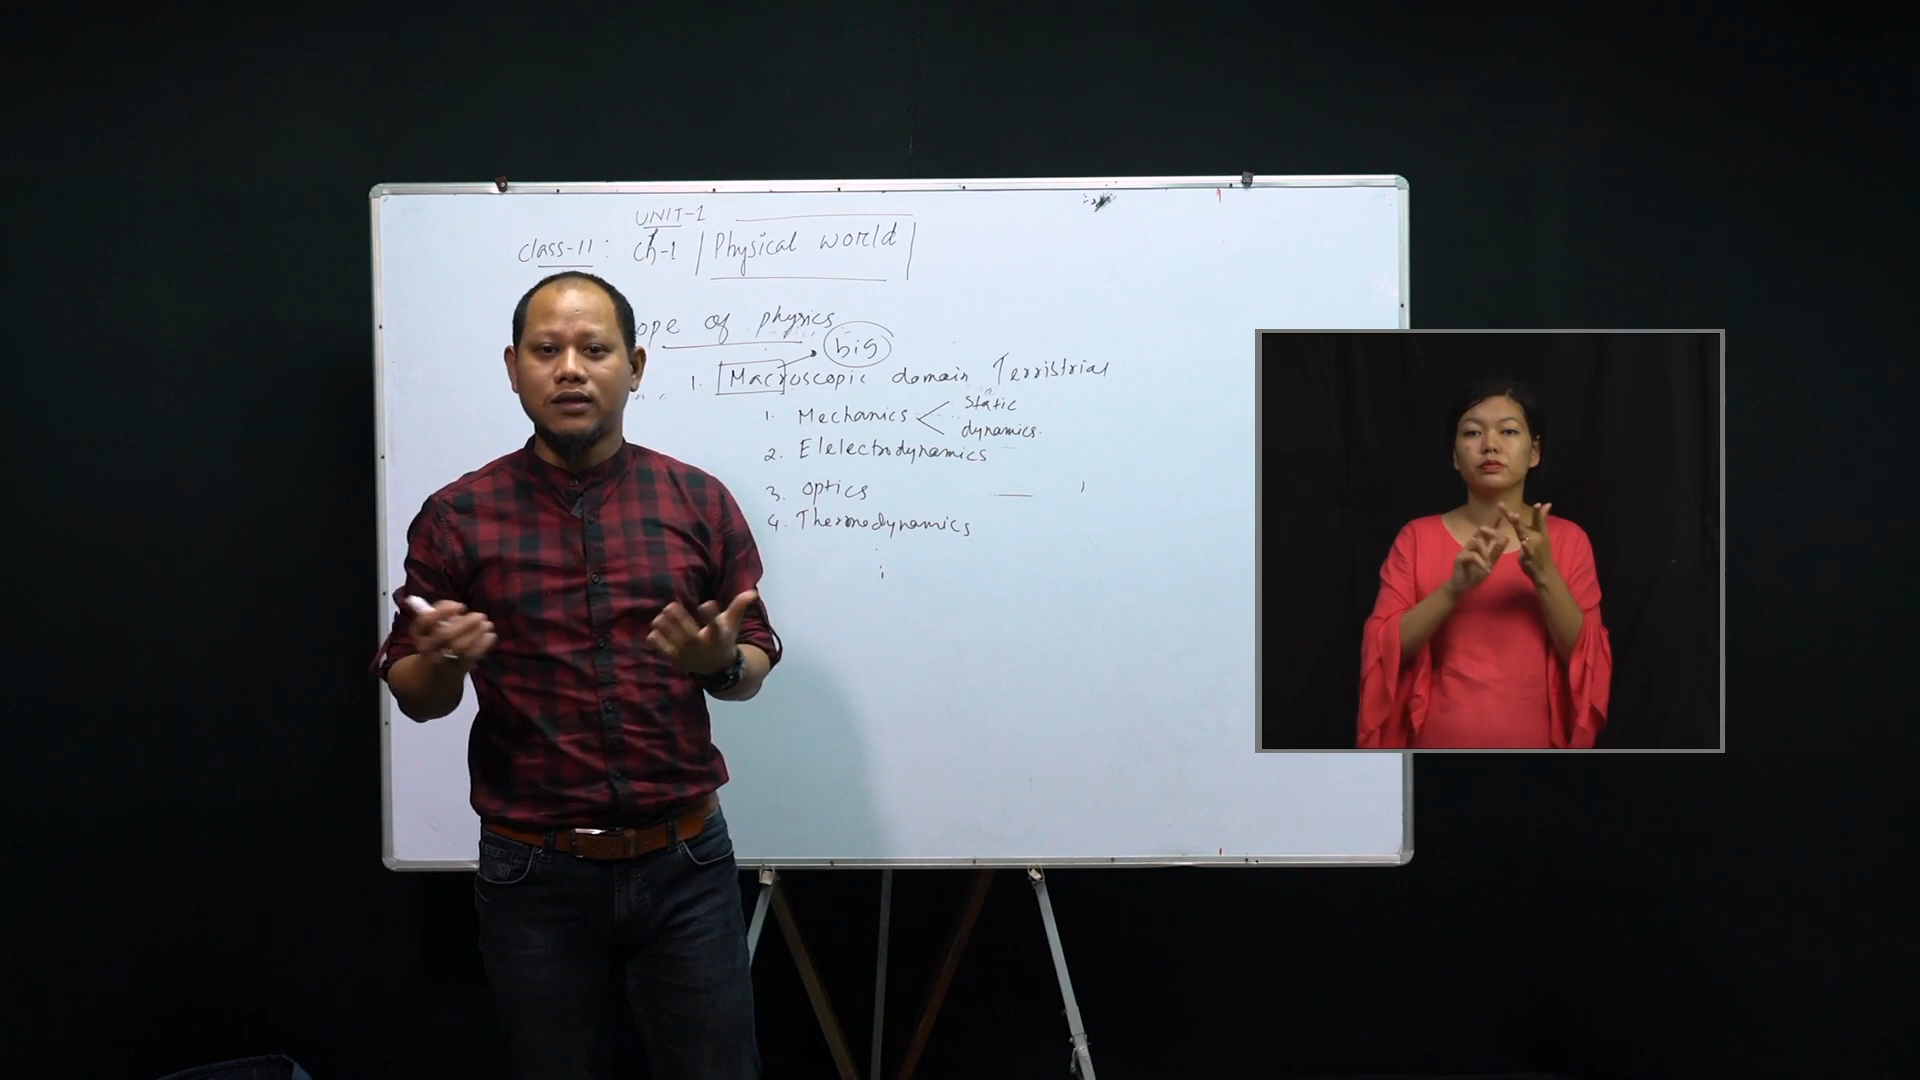 UNIT-1
Class-11: Ch-1 Physical world
ope of physics
big
1. Macroscopic domain Terristrial
1. Mechanics static
dynamics.
2. Elelectrodynamics
3. optics
4. Thermodynamics